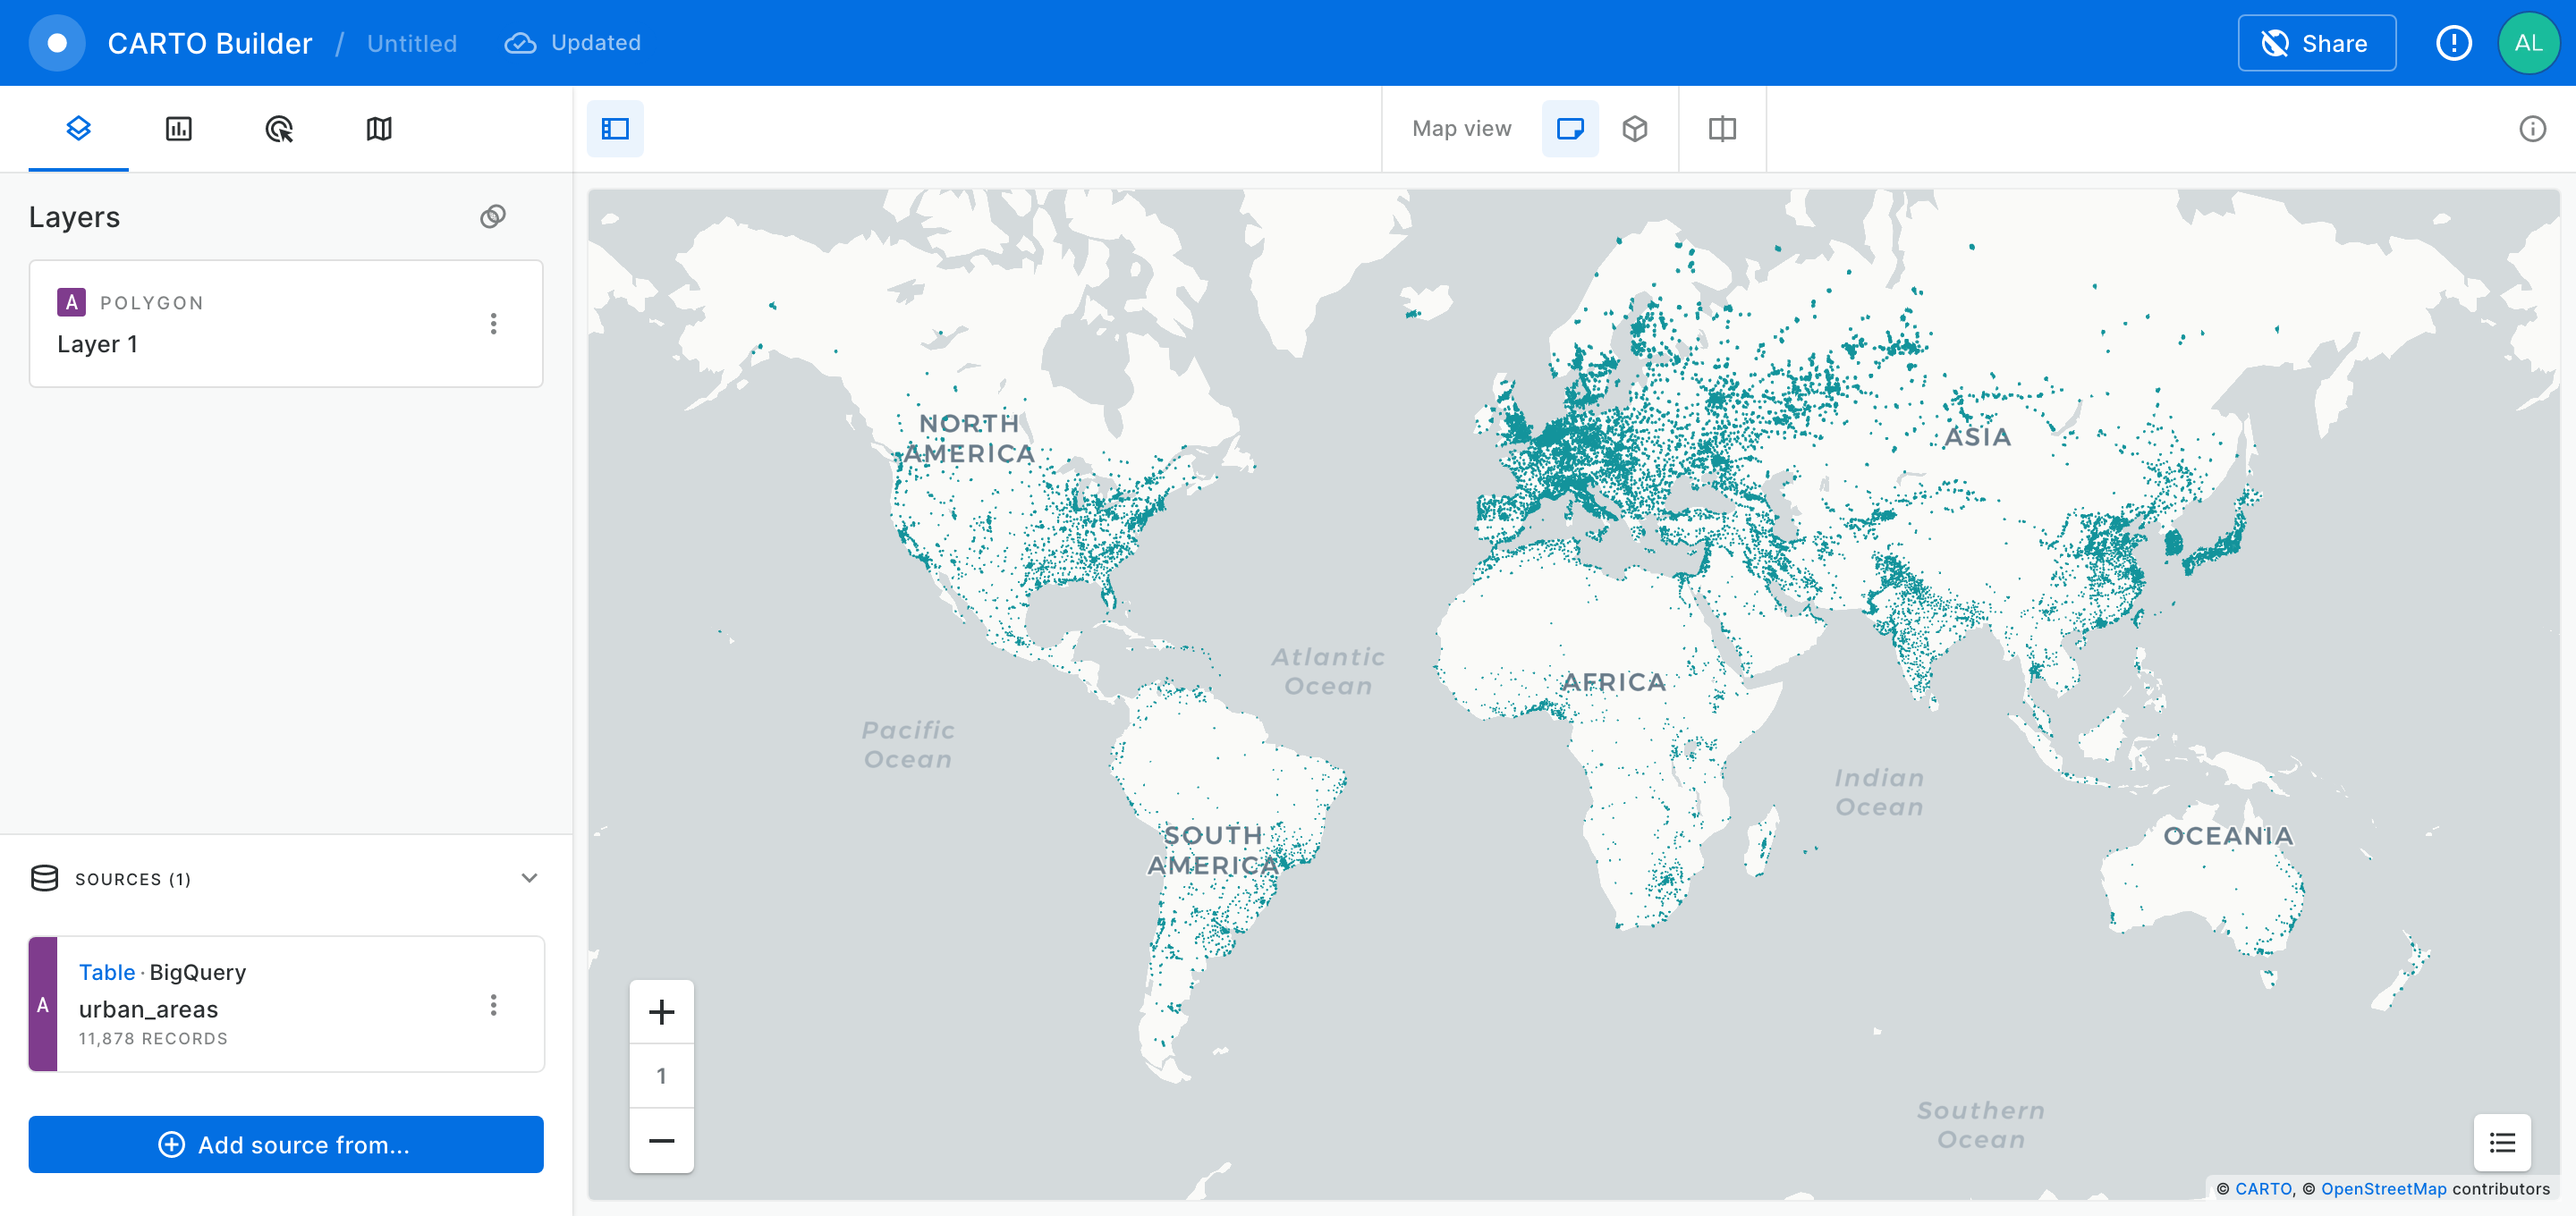 CARTO Builder / Untitled Updated Share AL
Map view
Layers
A POLYGON
Layer 1
SOURCES (1)
A
Table · BigQuery
urban_areas
11,878 RECORDS
Add source from...
NORTH
AMERICA
ASIA
Atlantic
Ocean
AFRICA
Pacific
Ocean
Indian
Ocean
SOUTH
AMERICA
OCEANIA
1
Southern
Ocean
© CARTO, © OpenStreetMap contributors